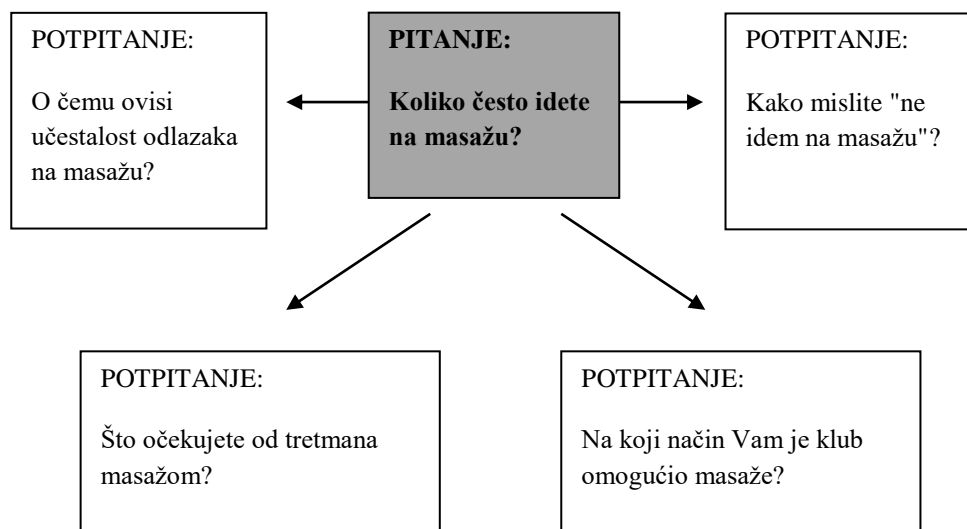 POTPITANJE:
O čemu ovisi
učestalost odlazaka
na masažu?
PITANJE:
Koliko često idete
na masažu?
POTPITANJE:
Kako mislite "ne
idem na masažu"?
POTPITANJE:
Što očekujete od tretmana
masažom?
POTPITANJE:
Na koji način Vam je klub
omogućio masaže?